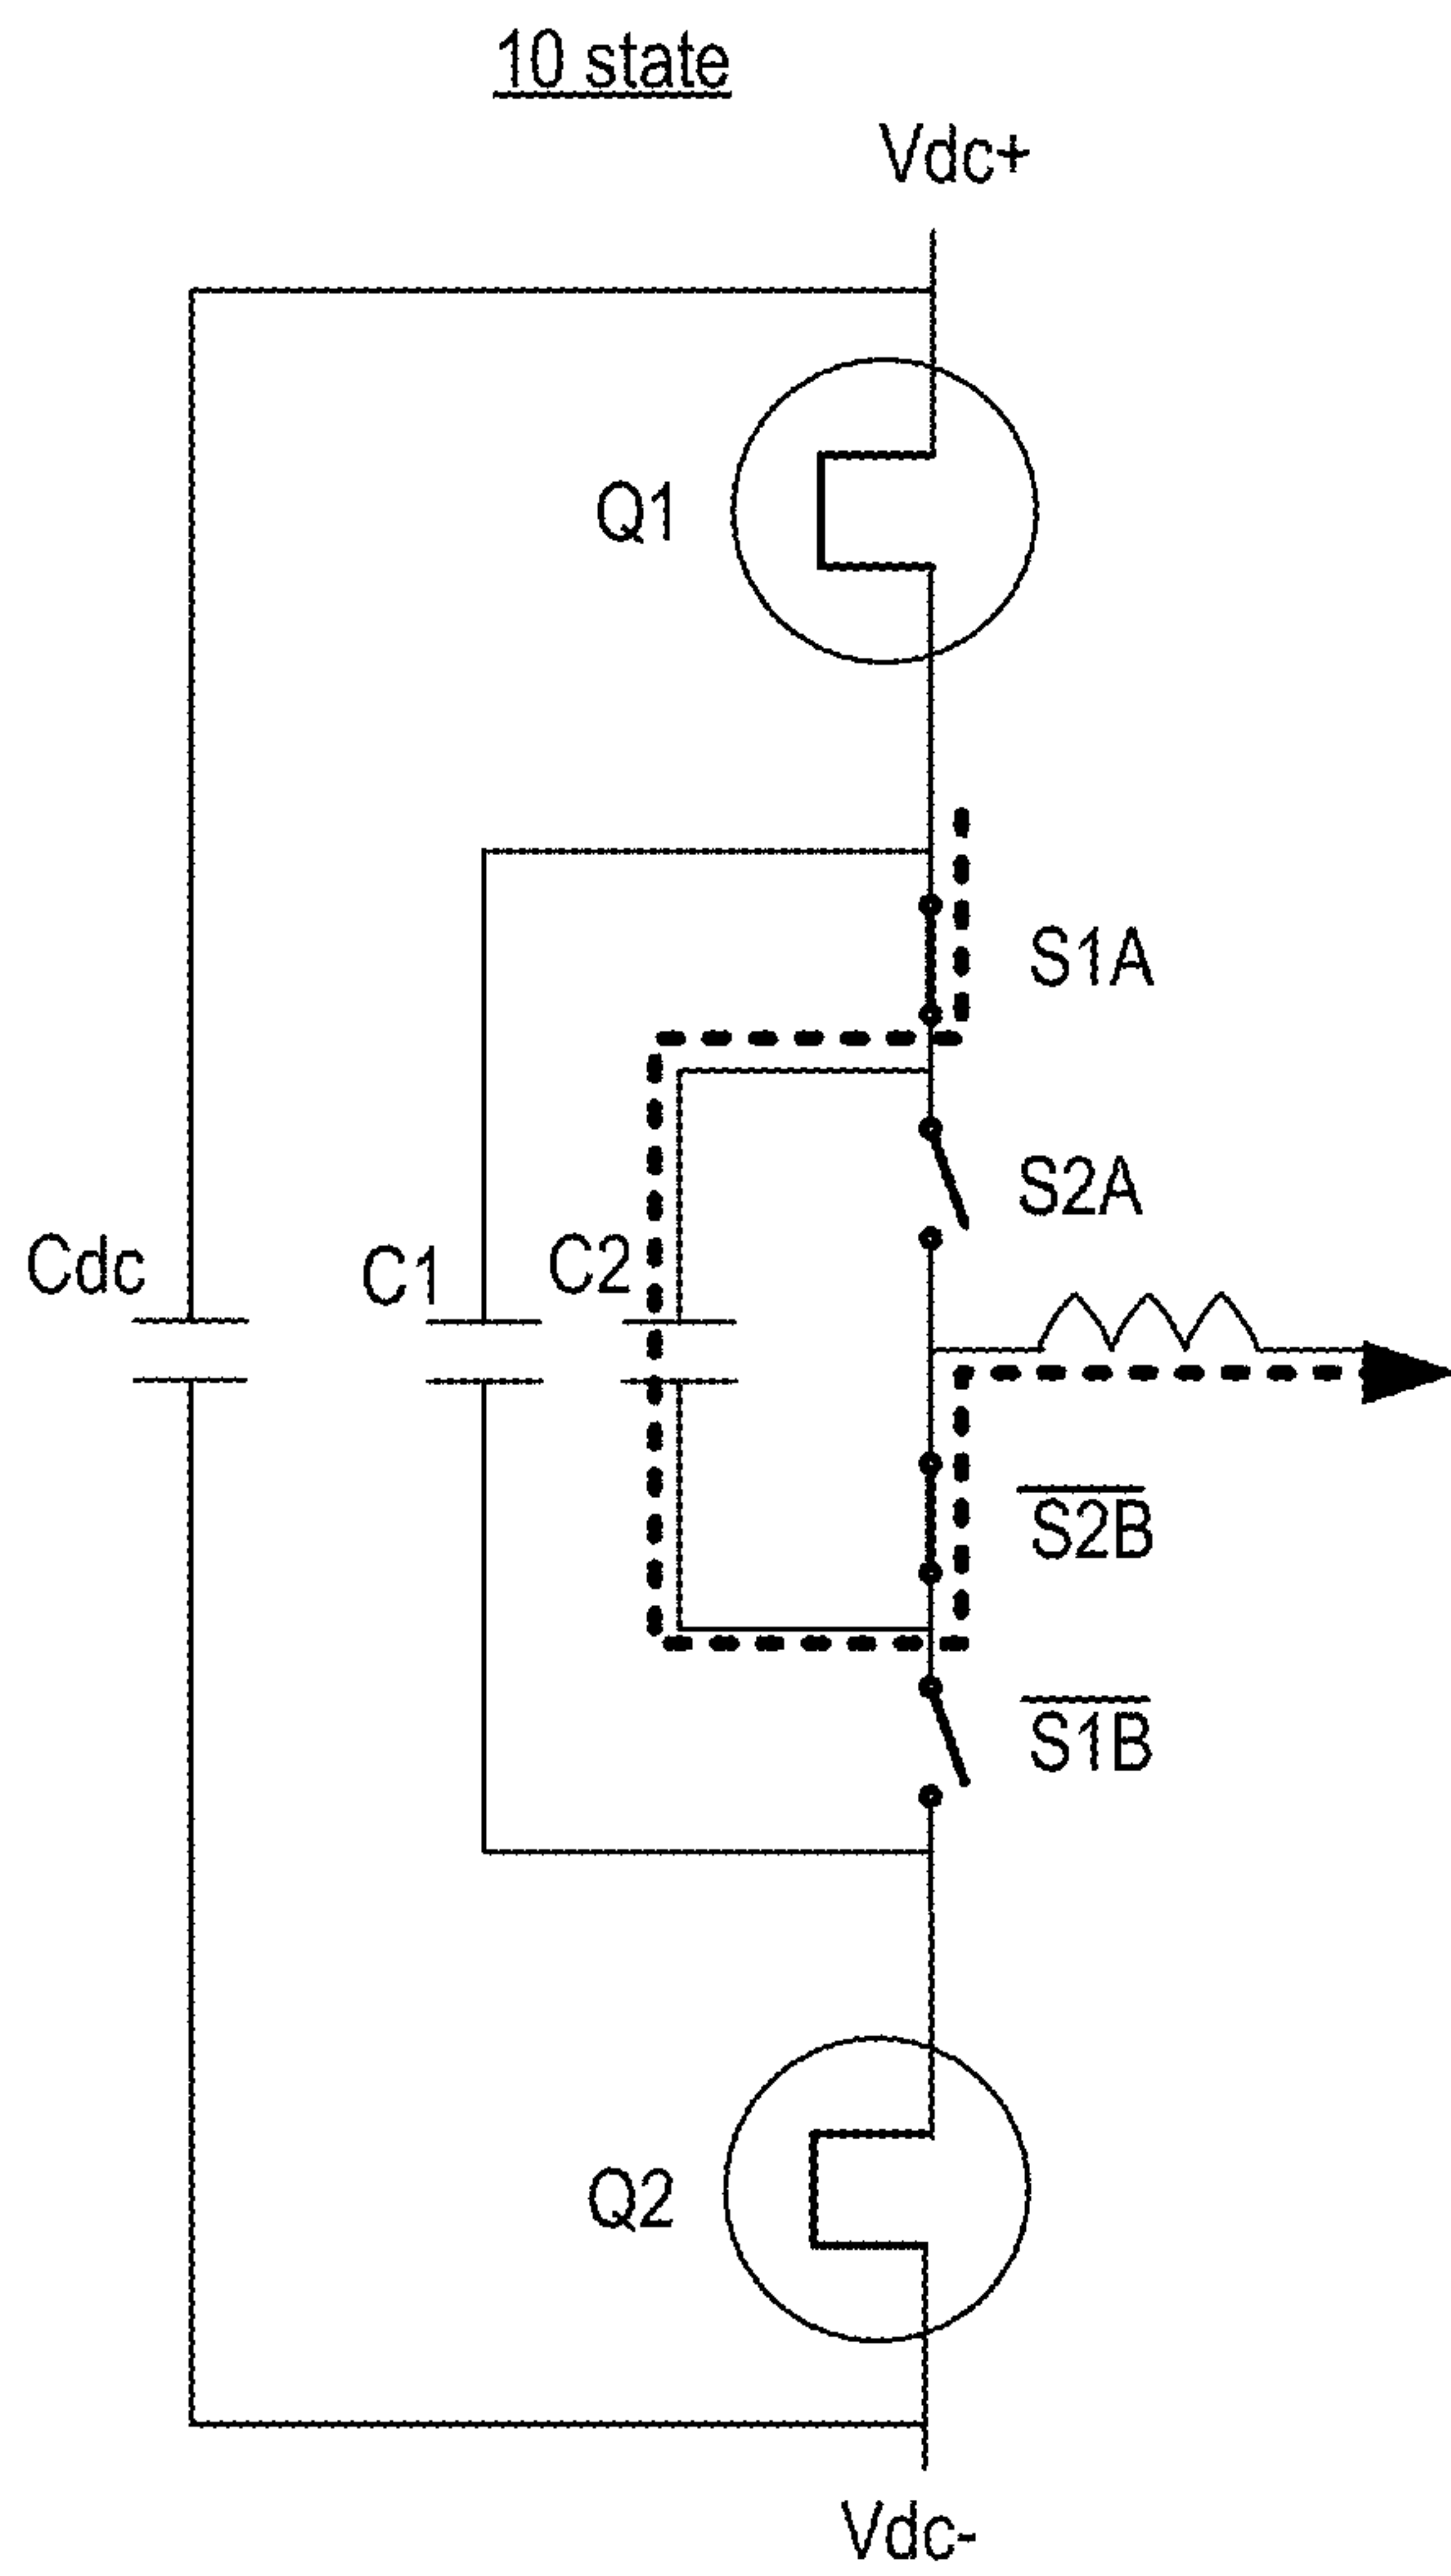 10 state
Vdc+
Q1
S1A
S2A
Cdc
C1
C2
S2B
S1B
Q2
Vdc-